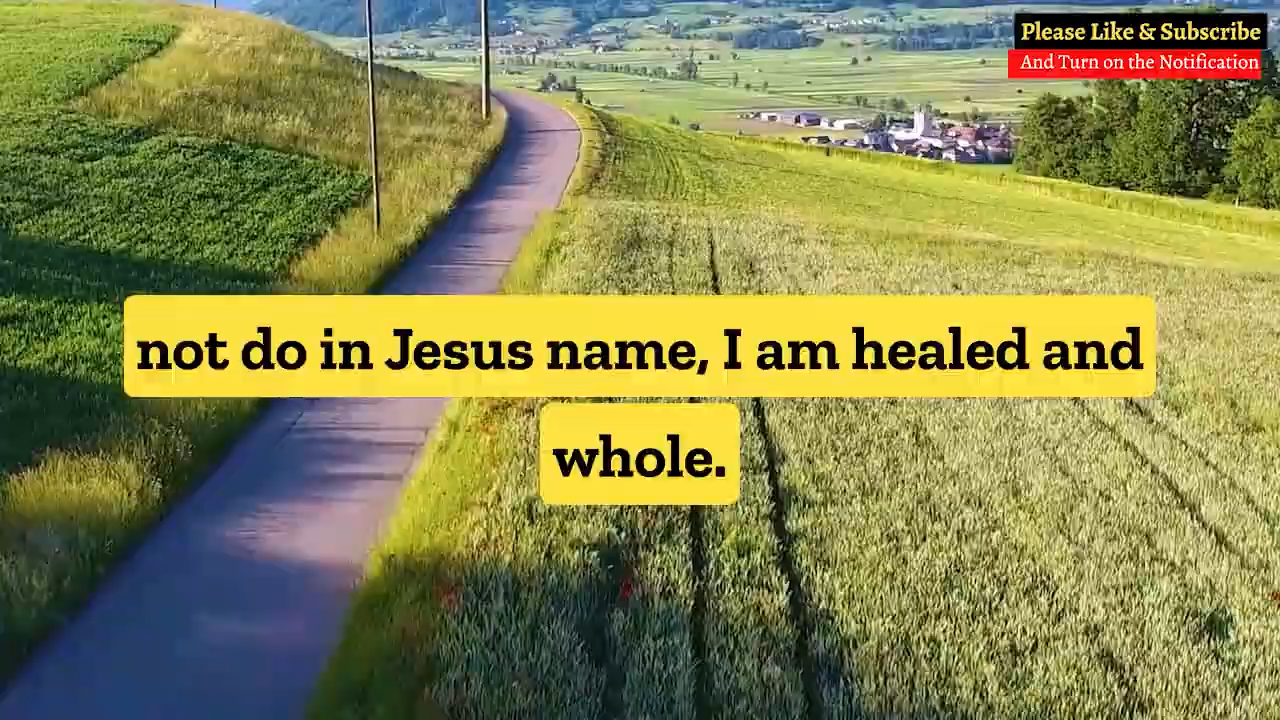 Please Like & Subscribe
And Turn on the Notification
not do in Jesus name, I am healed and
whole.